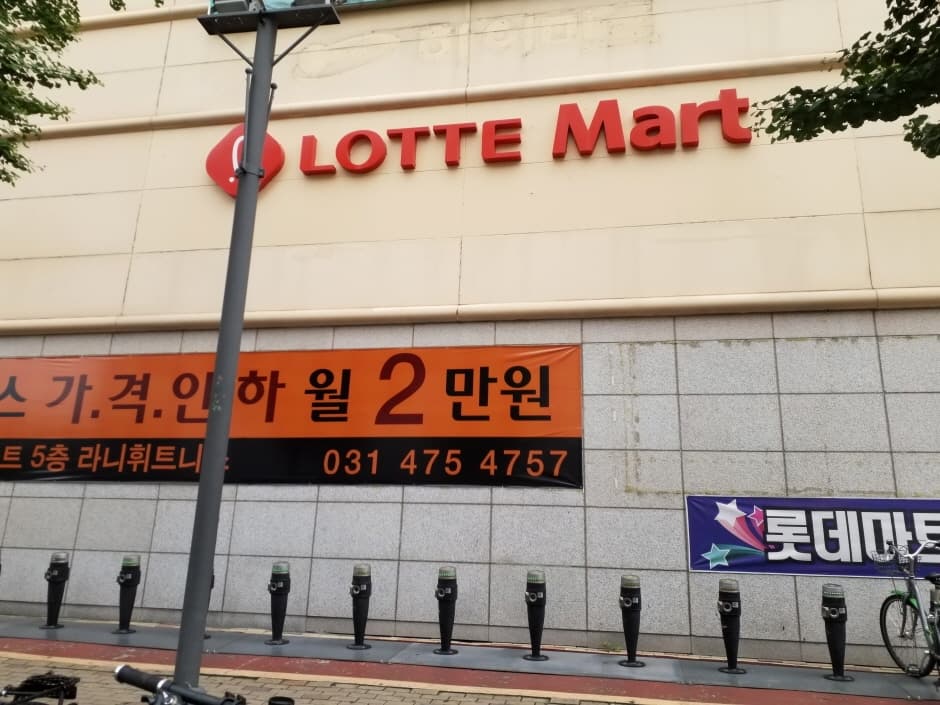 LOTTE Mart
스 가.격.인하 월 2만원
트 5층 라니휘트니스 031 475 4757
롯데마트